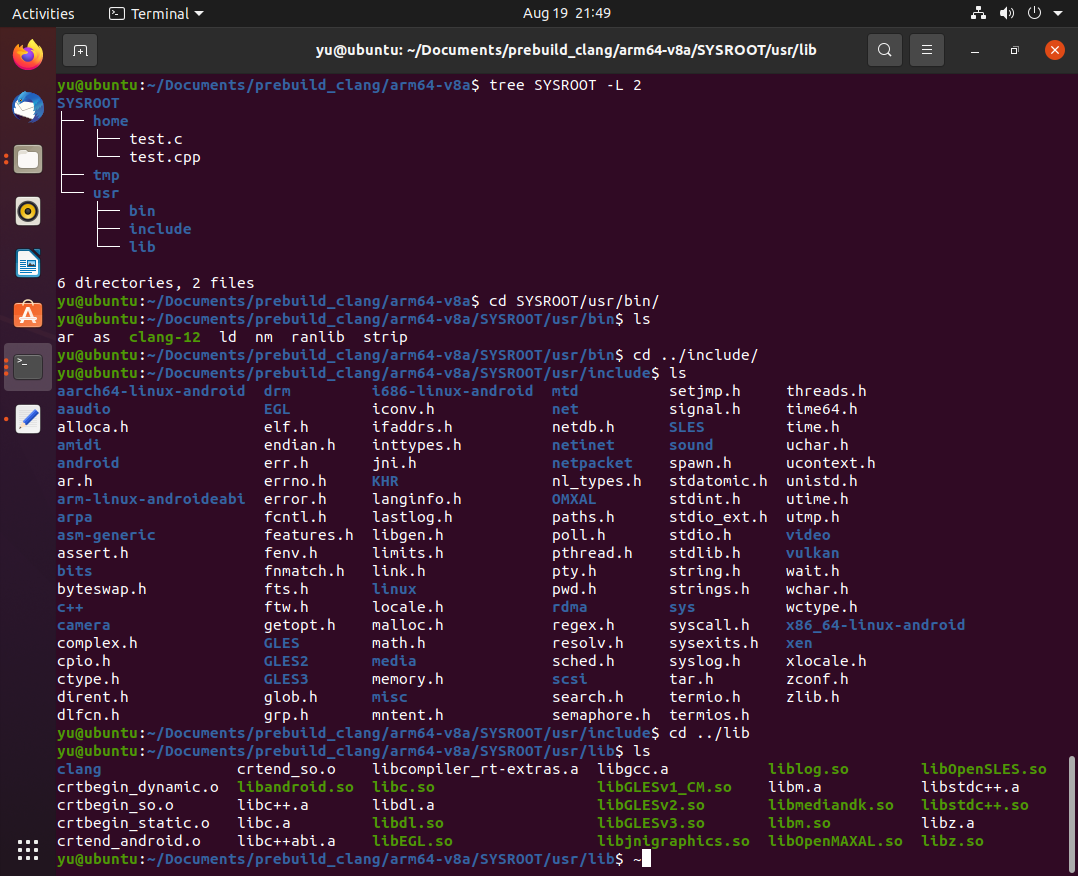 Activities Terminal Aug 19 21:49
yu@ubuntu: ~/Documents/prebuild_clang/arm64-v8a/SYSROOT/usr/lib
yu@ubuntu:~/Documents/prebuild_clang/arm64-v8a$ tree SYSROOT -L 2
SYSROOT
├── home
│   ├── test.c
│   └── test.cpp
├── tmp
└── usr
    ├── bin
    ├── include
    └── lib
6 directories, 2 files
yu@ubuntu:~/Documents/prebuild_clang/arm64-v8a$ cd SYSROOT/usr/bin/
yu@ubuntu:~/Documents/prebuild_clang/arm64-v8a/SYSROOT/usr/bin$ ls
ar as clang-12 ld nm ranlib strip
yu@ubuntu:~/Documents/prebuild_clang/arm64-v8a/SYSROOT/usr/bin$ cd ../include/
yu@ubuntu:~/Documents/prebuild_clang/arm64-v8a/SYSROOT/usr/include$ ls
aarch64-linux-android drm i686-linux-android mtd setjmp.h threads.h
aaudio EGL iconv.h net signal.h time64.h
alloca.h elf.h ifaddrs.h netdb.h SLES time.h
amidi endian.h inttypes.h netinet sound uchar.h
android err.h jni.h netpacket spawn.h ucontext.h
ar.h errno.h KHR nl_types.h stdatomic.h unistd.h
arm-linux-androideabi error.h langinfo.h OMXAL stdint.h utime.h
arpa fcntl.h lastlog.h paths.h stdio_ext.h utmp.h
asm-generic features.h libgen.h poll.h stdio.h video
assert.h fenv.h limits.h pthread.h stdlib.h vulkan
bits fnmatch.h link.h pty.h string.h wait.h
byteswap.h fts.h linux pwd.h strings.h wchar.h
c++ ftw.h locale.h rdma sys wctype.h
camera getopt.h malloc.h regex.h syscall.h x86_64-linux-android
complex.h GLES math.h resolv.h sysexits.h xen
cpio.h GLES2 media sched.h syslog.h xlocale.h
ctype.h GLES3 memory.h scsi tar.h zconf.h
dirent.h glob.h misc search.h termio.h zlib.h
dlfcn.h grp.h mntent.h semaphore.h termios.h
yu@ubuntu:~/Documents/prebuild_clang/arm64-v8a/SYSROOT/usr/include$ cd ../lib
yu@ubuntu:~/Documents/prebuild_clang/arm64-v8a/SYSROOT/usr/lib$ ls
clang crtend_so.o libcompiler_rt-extras.a libgcc.a liblog.so libOpenSLES.so
crtbegin_dynamic.o libandroid.so libc.so libGLESv1_CM.so libm.a libstdc++.a
crtbegin_so.o libc++.a libdl.a libGLESv2.so libmediandk.so libstdc++.so
crtbegin_static.o libc.a libdl.so libGLESv3.so libm.so libz.a
crtend_android.o libc++abi.a libEGL.so libjnigraphics.so libOpenMAXAL.so libz.so
yu@ubuntu:~/Documents/prebuild_clang/arm64-v8a/SYSROOT/usr/lib$ ~